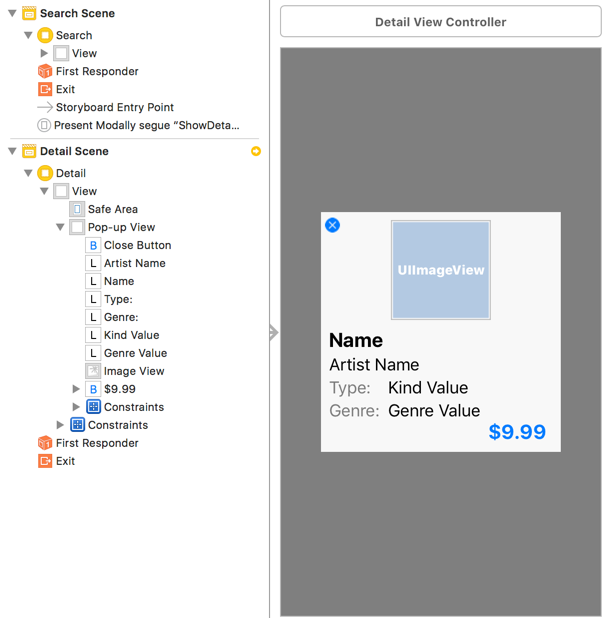 Search Scene
Search
View
First Responder
Exit
Storyboard Entry Point
Present Modally segue “ShowDeta...
Detail Scene
Detail
View
Safe Area
Pop-up View
B Close Button
L Artist Name
L Name
L Type:
L Genre:
L Kind Value
L Genre Value
Image View
B $9.99
Constraints
Constraints
First Responder
Exit
Detail View Controller
UIImageView
Name
Artist Name
Type: Kind Value
Genre: Genre Value
$9.99